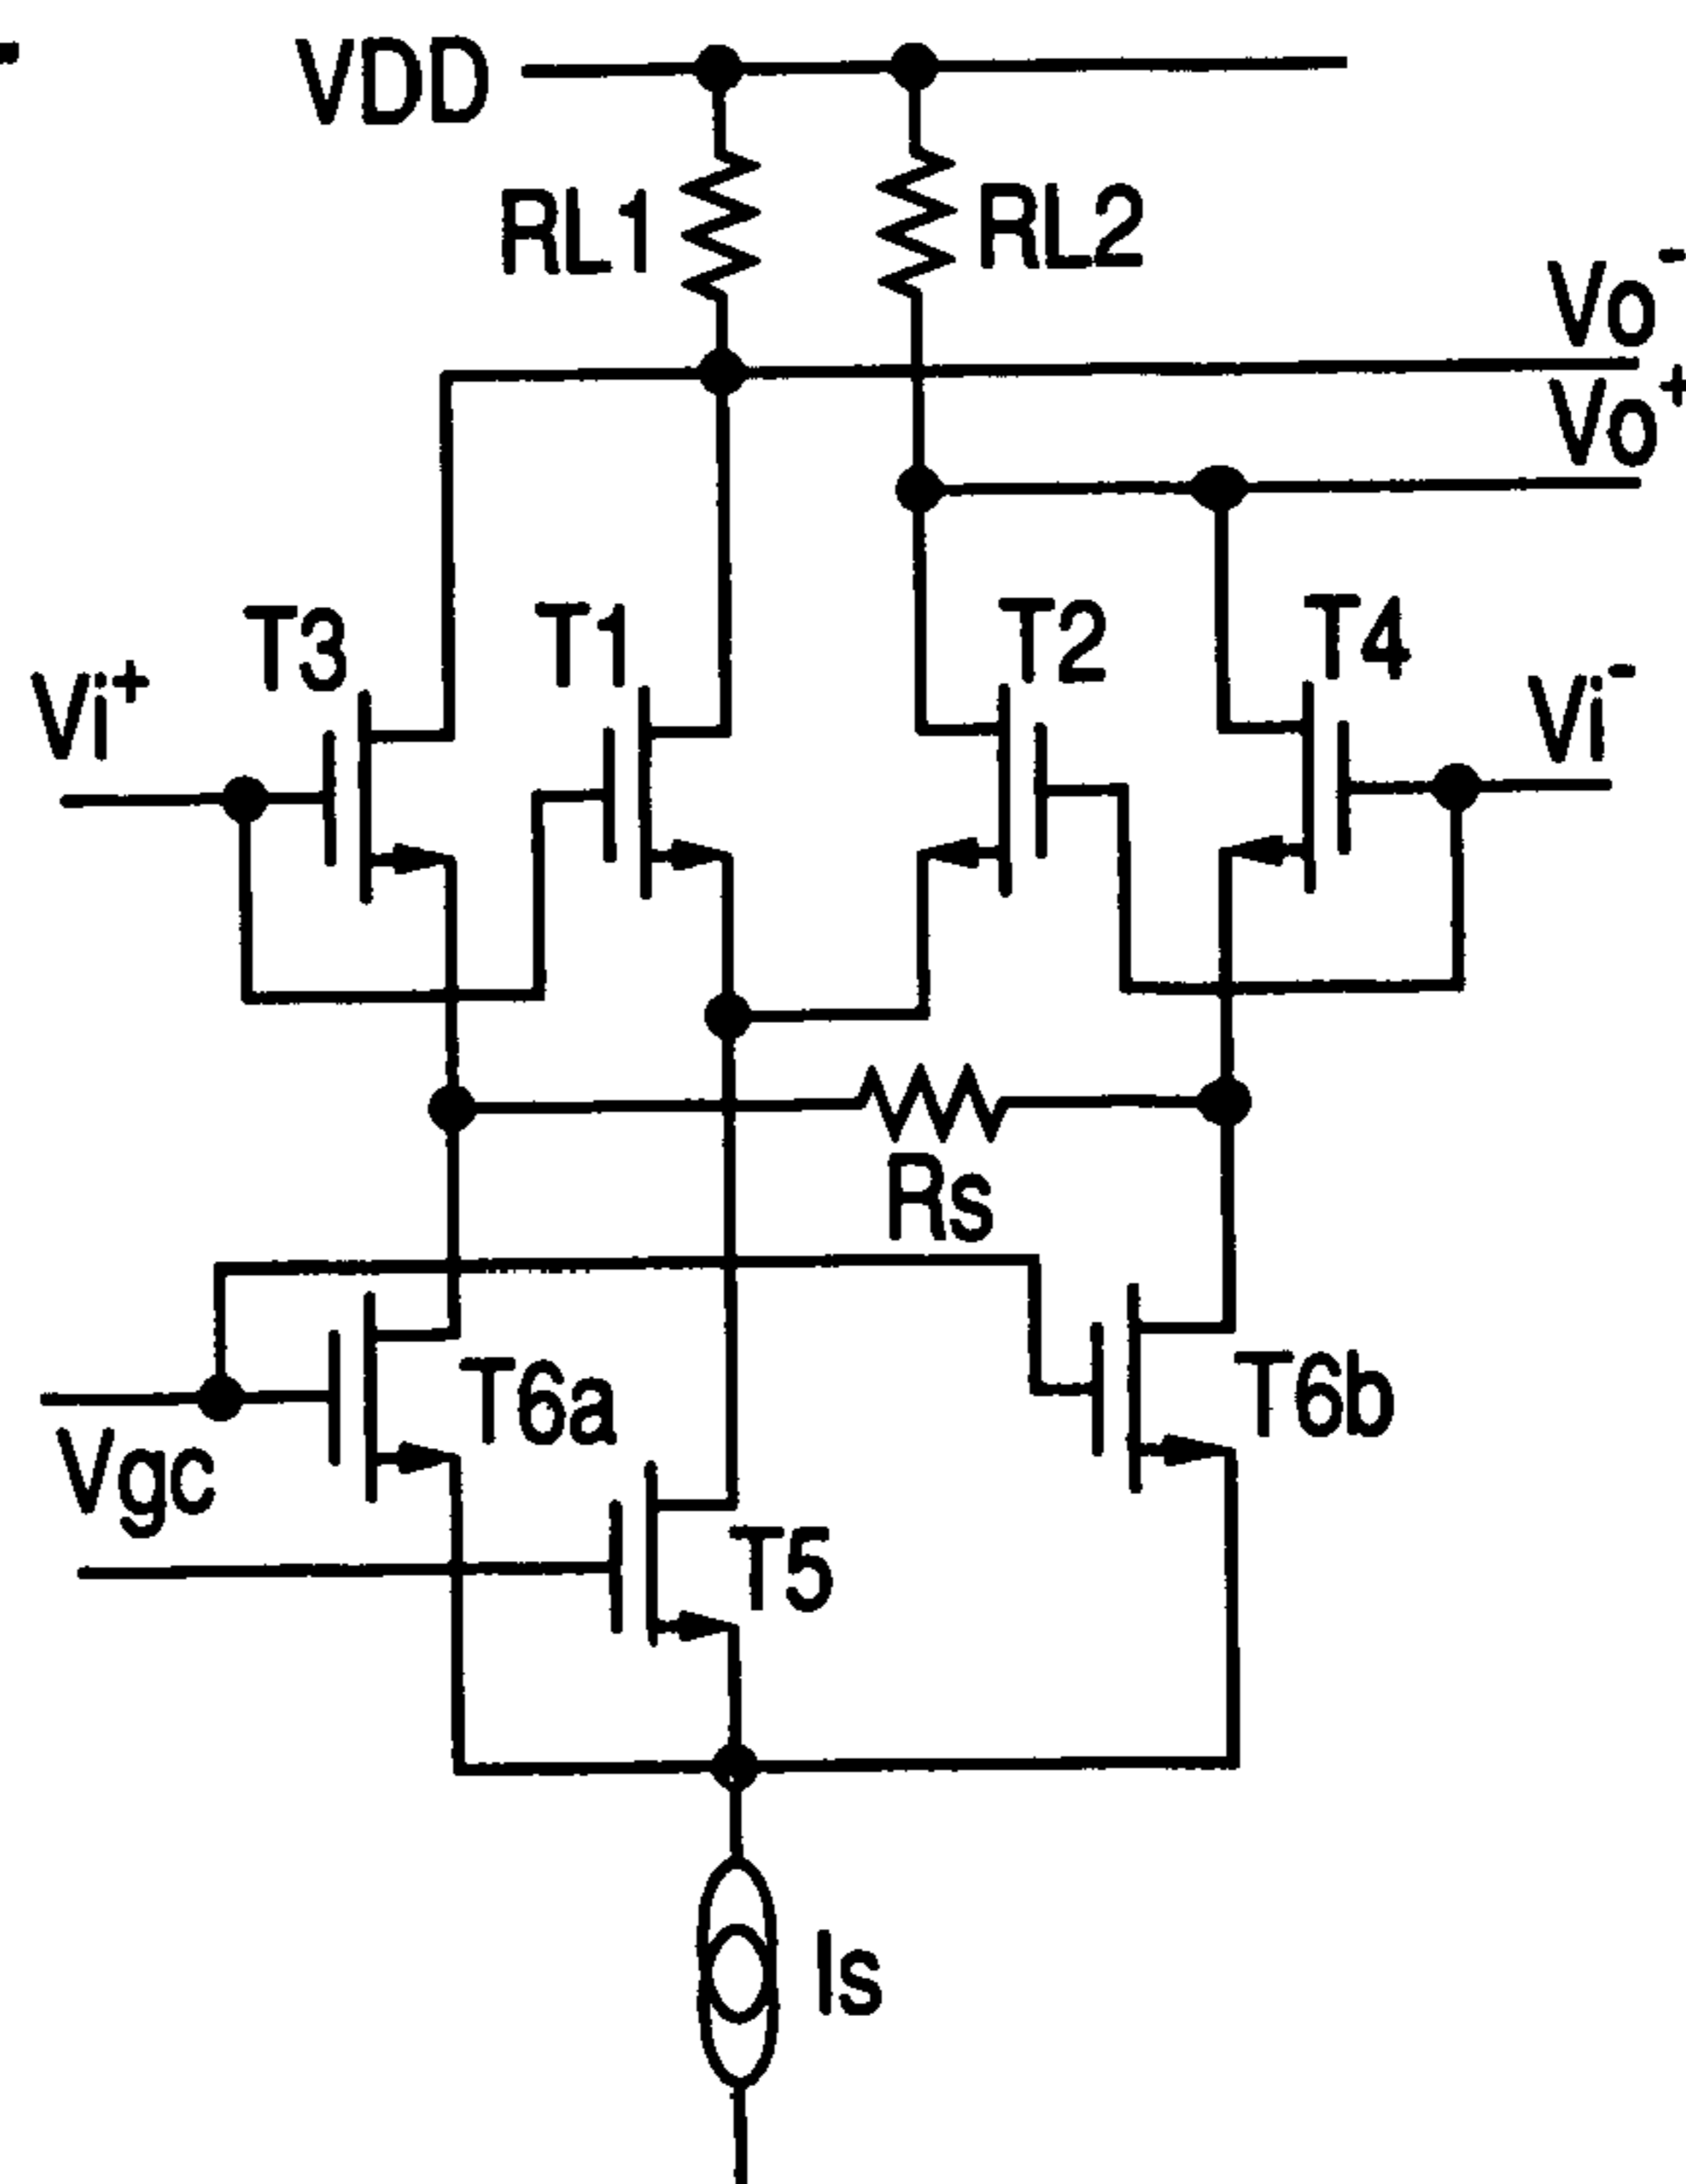 VDD
RL1
RL2
Vo-
Vo+
T3
T1
T2
T4
Vi+
Vi-
Rs
T6a
T6b
Vgc
T5
Is